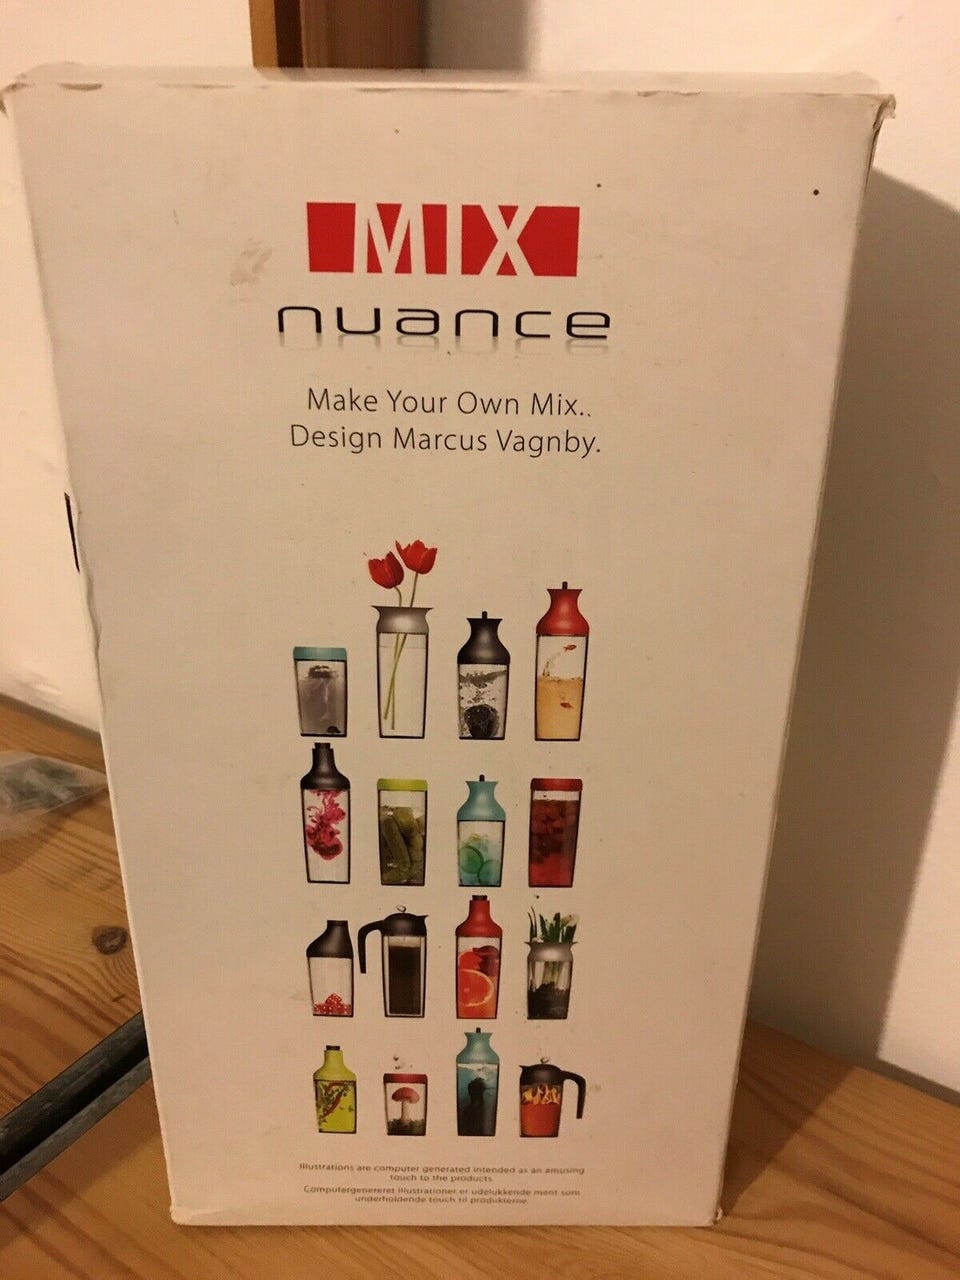 MIX
nuance
Make Your Own Mix..
Design Marcus Vagnby.
Illustrations are computer generated intended as an amusing
touch to the products.
Computergenereret illustrationer er udelukkende ment som
underholdende touch til produkterne.